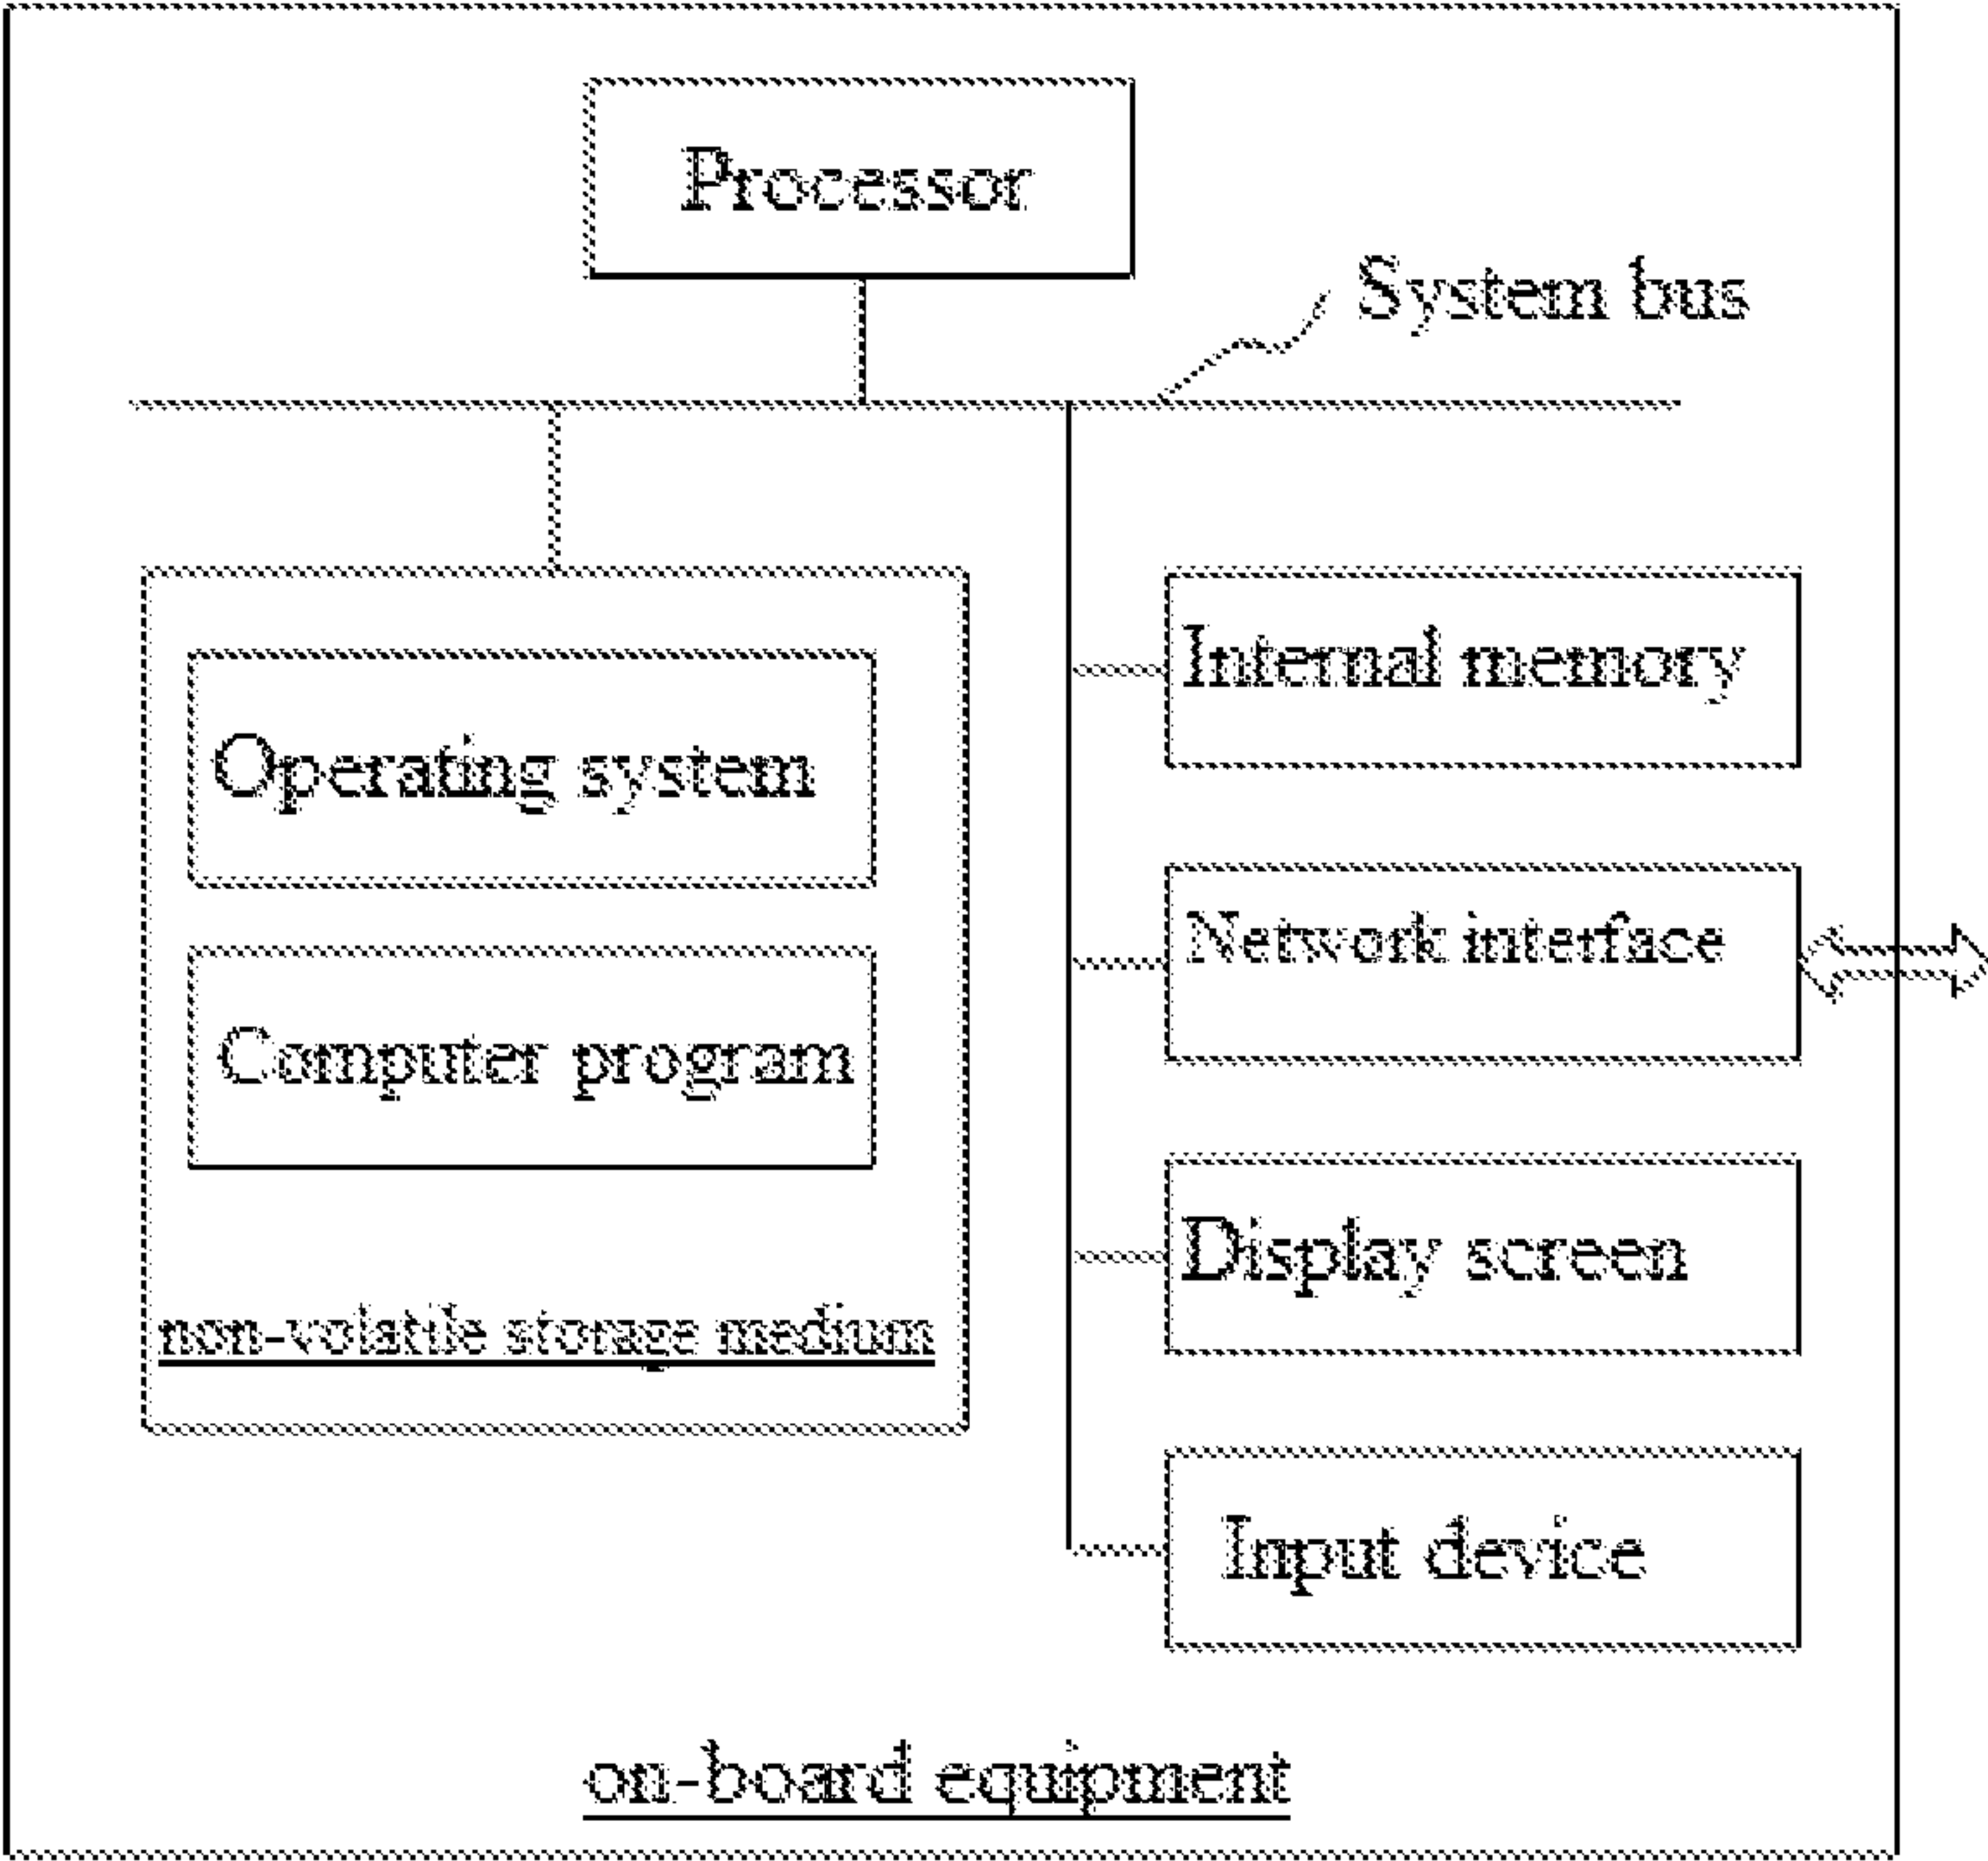 Processor
System bus
Operating system
Computer program
non-volatile storage medium
Internal memory
Network interface
Display screen
Input device
on-board equipment